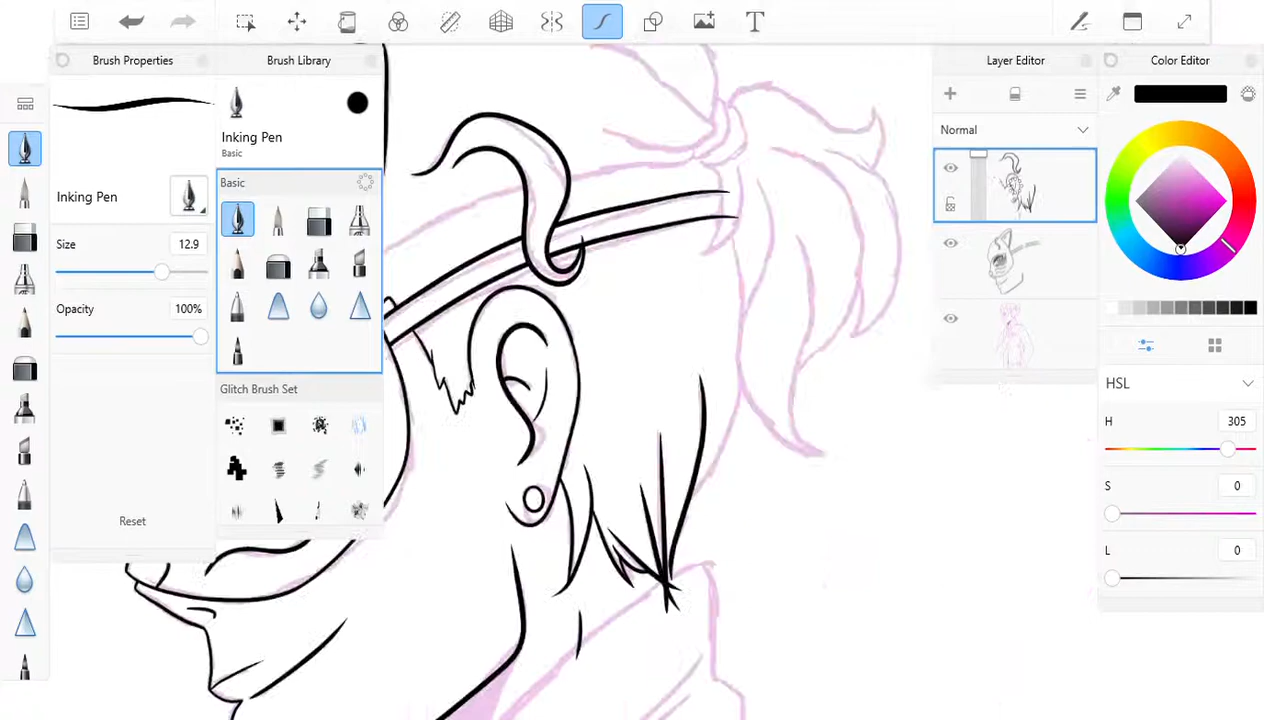 T
Brush Properties
Inking Pen
Size 12.9
Opacity 100%
Reset
Brush Library
Inking Pen
Basic
Basic
Glitch Brush Set
Layer Editor
Normal
Color Editor
HSL
H 305
S 0
L 0